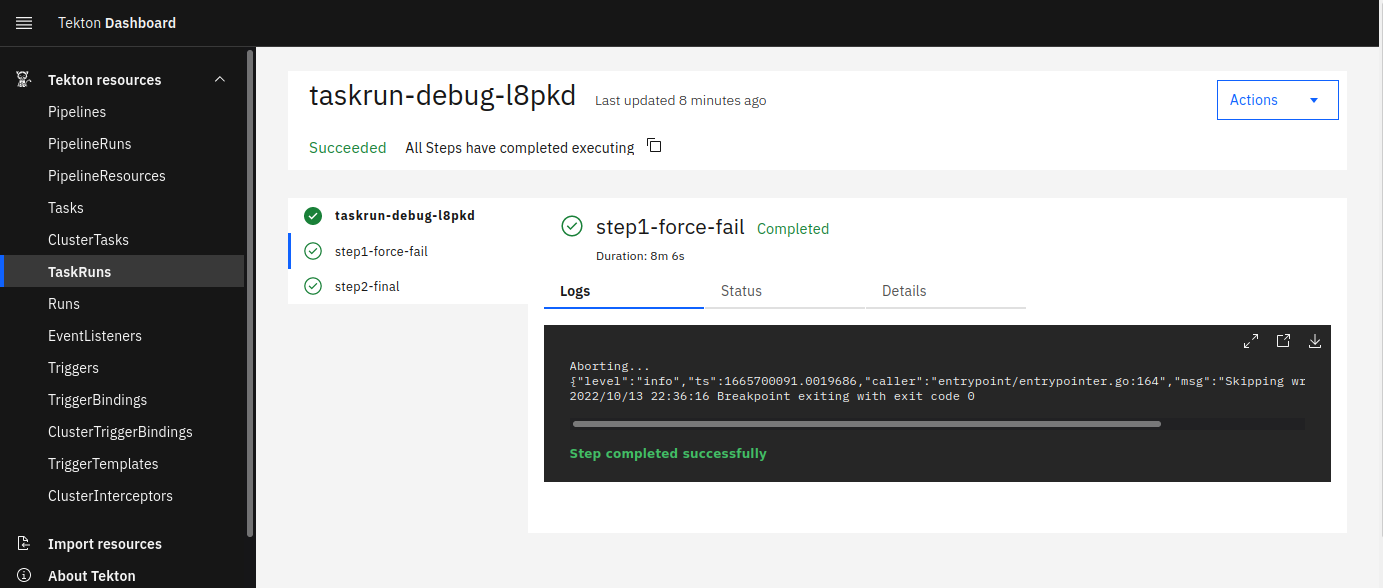 Tekton Dashboard
Tekton resources
Pipelines
PipelineRuns
PipelineResources
Tasks
ClusterTasks
TaskRuns
Runs
EventListeners
Triggers
TriggerBindings
ClusterTriggerBindings
TriggerTemplates
ClusterInterceptors
Import resources
About Tekton
taskrun-debug-l8pkd Last updated 8 minutes ago
Actions
Succeeded All Steps have completed executing
taskrun-debug-l8pkd
step1-force-fail
step2-final
step1-force-fail Completed
Duration: 8m 6s
Logs Status Details
Aborting...
{"level":"info","ts":1665700091.0019686,"caller":"entrypoint/entrypointer.go:164","msg":"Skipping wr
2022/10/13 22:36:16 Breakpoint exiting with exit code 0
Step completed successfully